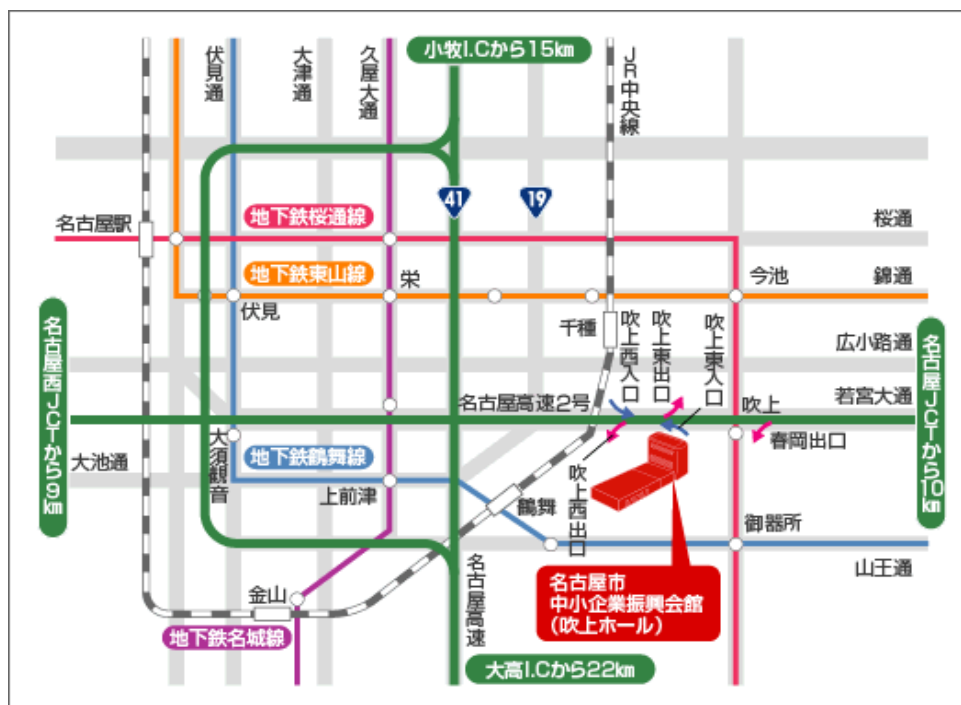 小牧I.Cから15km
伏見通
大津通
久屋大通
JR中央線
41
19
名古屋駅
地下鉄桜通線
桜通
地下鉄東山線
栄
今池
錦通
伏見
千種
吹上西入口
吹上東出口
吹上東入口
広小路通
名古屋西JCTから9km
名古屋JCTから10km
名古屋高速2号
吹上
若宮大通
春岡出口
大須観音
大池通
地下鉄鶴舞線
上前津
鶴舞
吹上西出口
御器所
山王通
名古屋高速
名古屋市
中小企業振興会館
(吹上ホール)
金山
地下鉄名城線
大高I.Cから22km